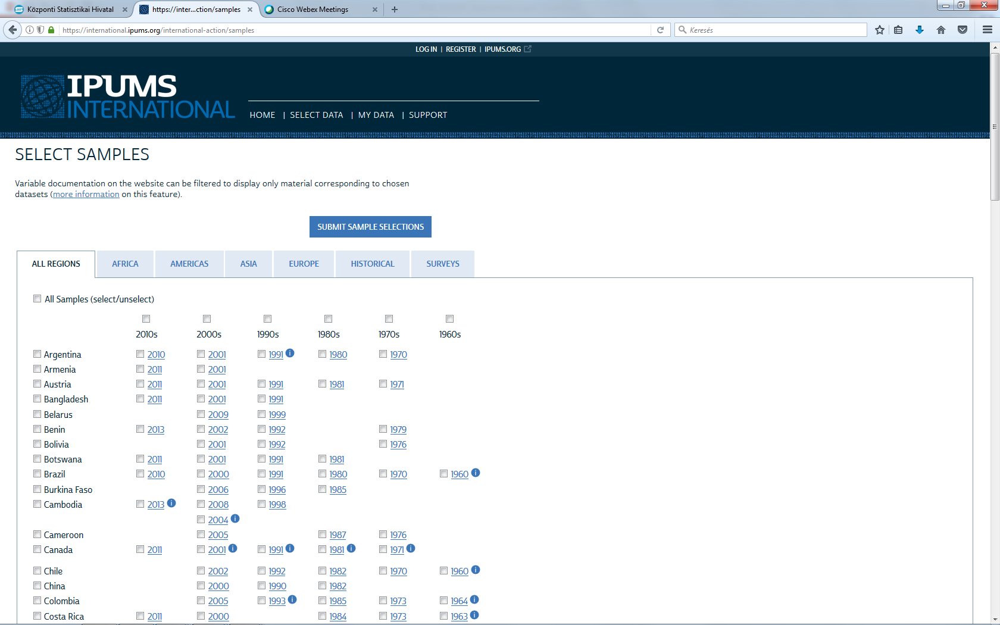 Központi Statisztikai Hivatal
https://inter...ction/samples
Cisco Webex Meetings
https://international.ipums.org/international-action/samples
Keresés
LOG IN | REGISTER | IPUMS.ORG
IPUMS
INTERNATIONAL
HOME | SELECT DATA | MY DATA | SUPPORT
SELECT SAMPLES
Variable documentation on the website can be filtered to display only material corresponding to chosen
datasets (more information on this feature).
SUBMIT SAMPLE SELECTIONS
ALL REGIONS AFRICA AMERICAS ASIA EUROPE HISTORICAL SURVEYS
All Samples (select/unselect)
2010s 2000s 1990s 1980s 1970s 1960s
Argentina 2010 2001 1991 1980 1970
Armenia 2011 2001
Austria 2011 2001 1991 1981 1971
Bangladesh 2011 2001 1991
Belarus 2009 1999
Benin 2013 2002 1992 1979
Bolivia 2001 1992 1976
Botswana 2011 2001 1991 1981
Brazil 2010 2000 1991 1980 1970 1960
Burkina Faso 2006 1996 1985
Cambodia 2013 2008 1998
2004
Cameroon 2005 1987 1976
Canada 2011 2001 1991 1981 1971
Chile 2002 1992 1982 1970 1960
China 2000 1990 1982
Colombia 2005 1993 1985 1973 1964
Costa Rica 2011 2000 1984 1973 1963